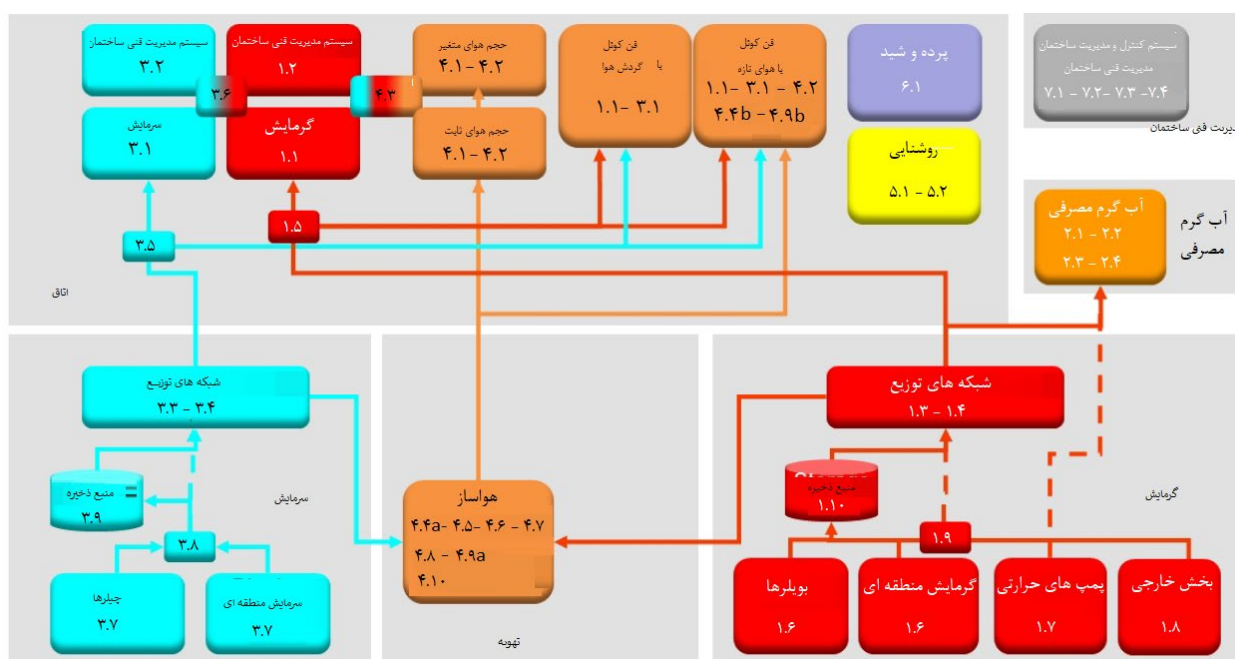 سیستم مدیریت فنی ساختمان
۳.۲
۳.۶
سیستم مدیریت فنی ساختمان
۱.۲
۴.۳
حجم هوای متغیر
۴.۱ – ۴.۲
سرمایش
۳.۱
گرمایش
۱.۱
حجم هوای ثابت
۴.۱ – ۴.۲
فن کوئل
با گردش هوا
۱.۱ – ۳.۱
فن کوئل
با هوای تازه
۱.۱ – ۳.۱ – ۴.۲
۴.۴b – ۴.۹b
پرده و شید
۶.۱
روشنایی
۵.۱ – ۵.۲
سیستم کنترل و مدیریت ساختمان
مدیریت فنی ساختمان
۷.۱ – ۷.۲ – ۷.۳ – ۷.۴
دیریت فنی ساختمان
آب گرم مصرفی
۲.۱ – ۲.۲
۲.۳ – ۲.۴
آب گرم
مصرفی
۳.۵
۱.۵
اتاق
شبکه های توزیع
۳.۳ – ۳.۴
منبع ذخیره
۳.۹
۳.۸
چیلرها
۳.۷
سرمایش منطقه ای
۳.۷
سرمایش
هواساز
۴.۴a- ۴.۵- ۴.۶ – ۴.۷
۴.۸ – ۴.۹a
۴.۱۰
تهویه
شبکه های توزیع
۱.۳ – ۱.۴
منبع ذخیره
۱.۱۰
۱.۹
بویلرها
۱.۶
گرمایش منطقه ای
۱.۶
پمپ های حرارتی
۱.۷
بخش خارجی
۱.۸
گرمایش